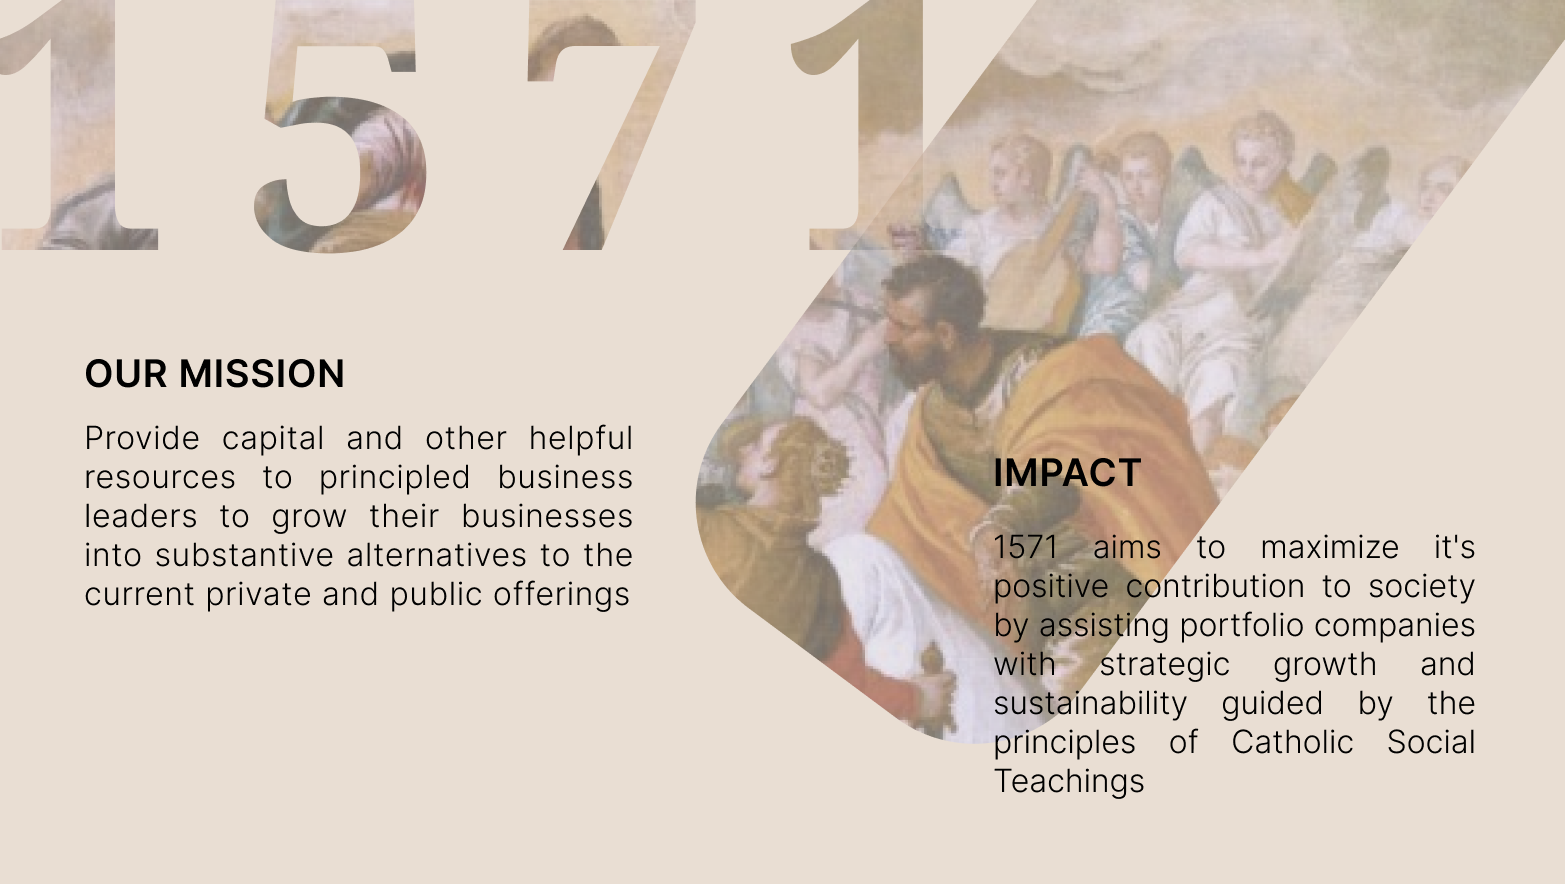 1571
OUR MISSION
Provide capital and other helpful
resources to principled business
leaders to grow their businesses
into substantive alternatives to the
current private and public offerings
IMPACT
1571 aims to maximize it's
positive contribution to society
by assisting portfolio companies
with strategic growth and
sustainability guided by the
principles of Catholic Social
Teachings